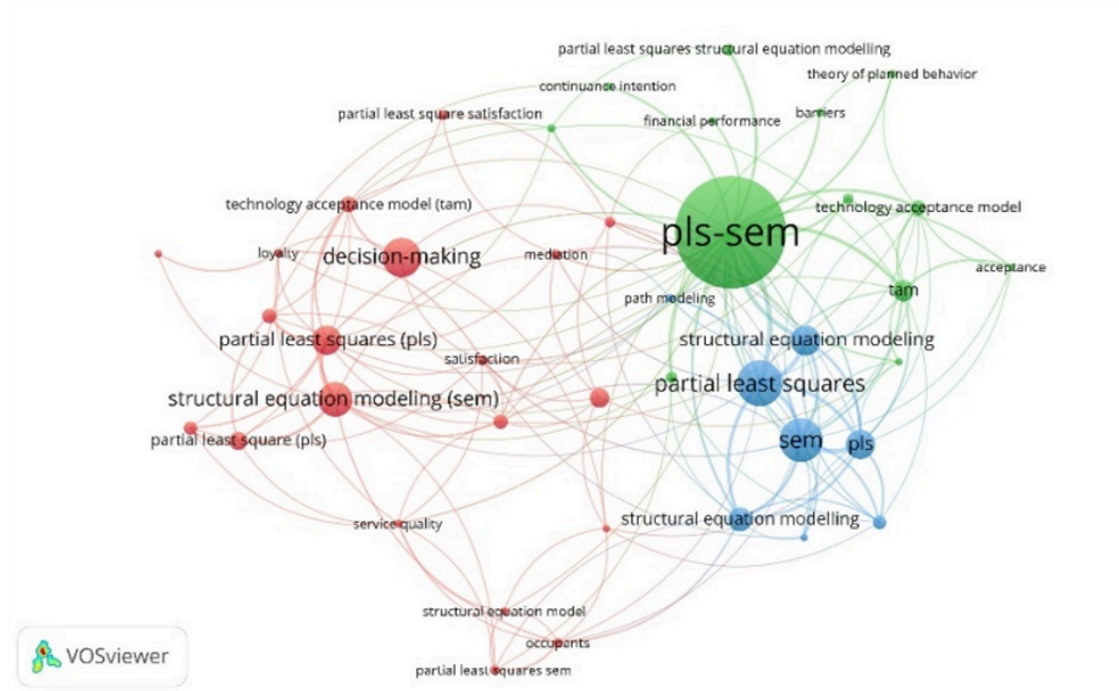 partial least squares structural equation modelling
theory of planned behavior
continuance intention
partial least square satisfaction
financial performance
barriers
technology acceptance model (tam)
technology acceptance model
pls-sem
loyalty
decision-making
mediation
acceptance
tam
path modeling
partial least squares (pls)
structural equation modeling
satisfaction
partial least squares
structural equation modeling (sem)
partial least square (pls)
sem
pls
service quality
structural equation modelling
structural equation model
occupants
partial least squares sem
VOSviewer